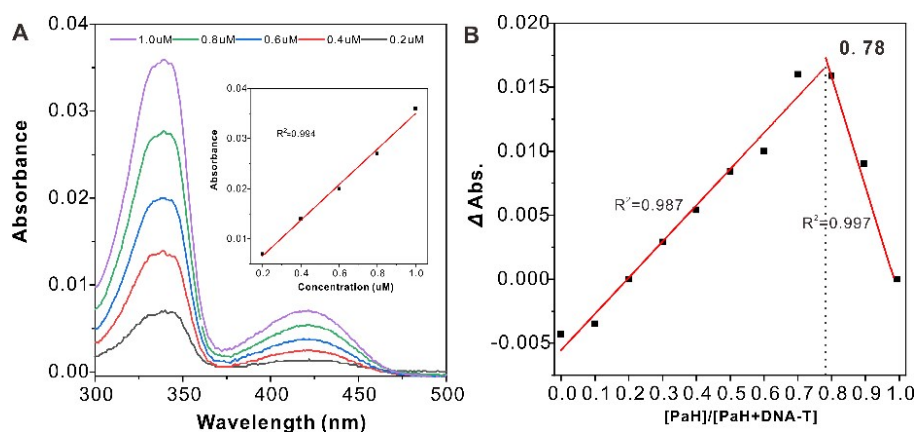 A
1.0uM 0.8uM 0.6uM 0.4uM 0.2uM
0.04
0.03
0.02
0.01
0.00
Absorbance
300 350 400 450 500
Wavelength (nm)
R²=0.994
0.04
0.03
0.02
0.01
Absorbance
0.2 0.4 0.6 0.8 1.0
Concentration (uM)
B
0.78
0.015
0.010
0.005
0.000
-0.005
Δ Abs.
R²=0.987
R²=0.997
0.0 0.1 0.2 0.3 0.4 0.5 0.6 0.7 0.8 0.9 1.0
[PaH]/[PaH+DNA-T]